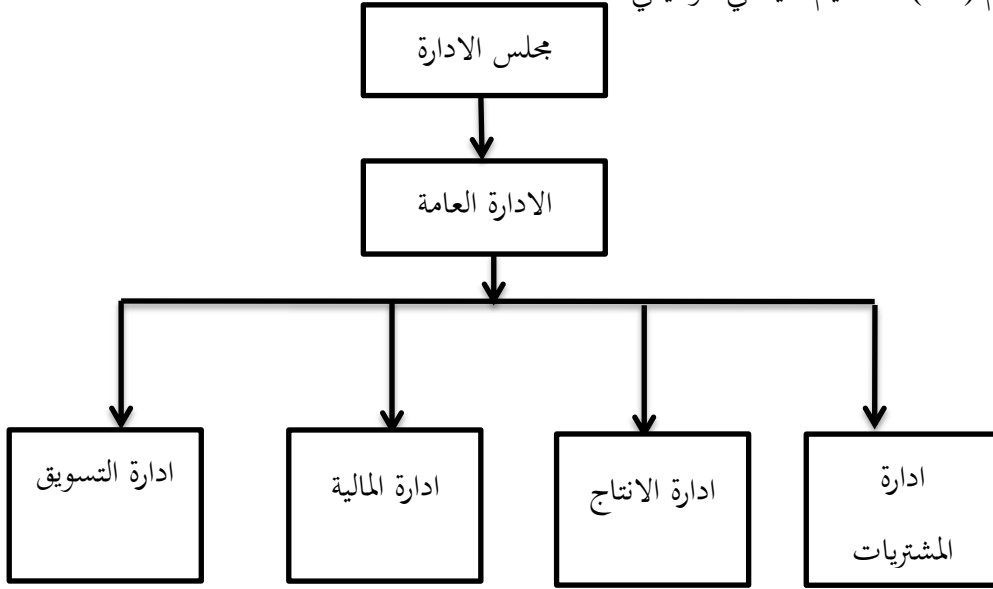 مجلس الادارة
الادارة العامة
ادارة
المشتريات
ادارة الانتاج
ادارة المالية
ادارة التسويق